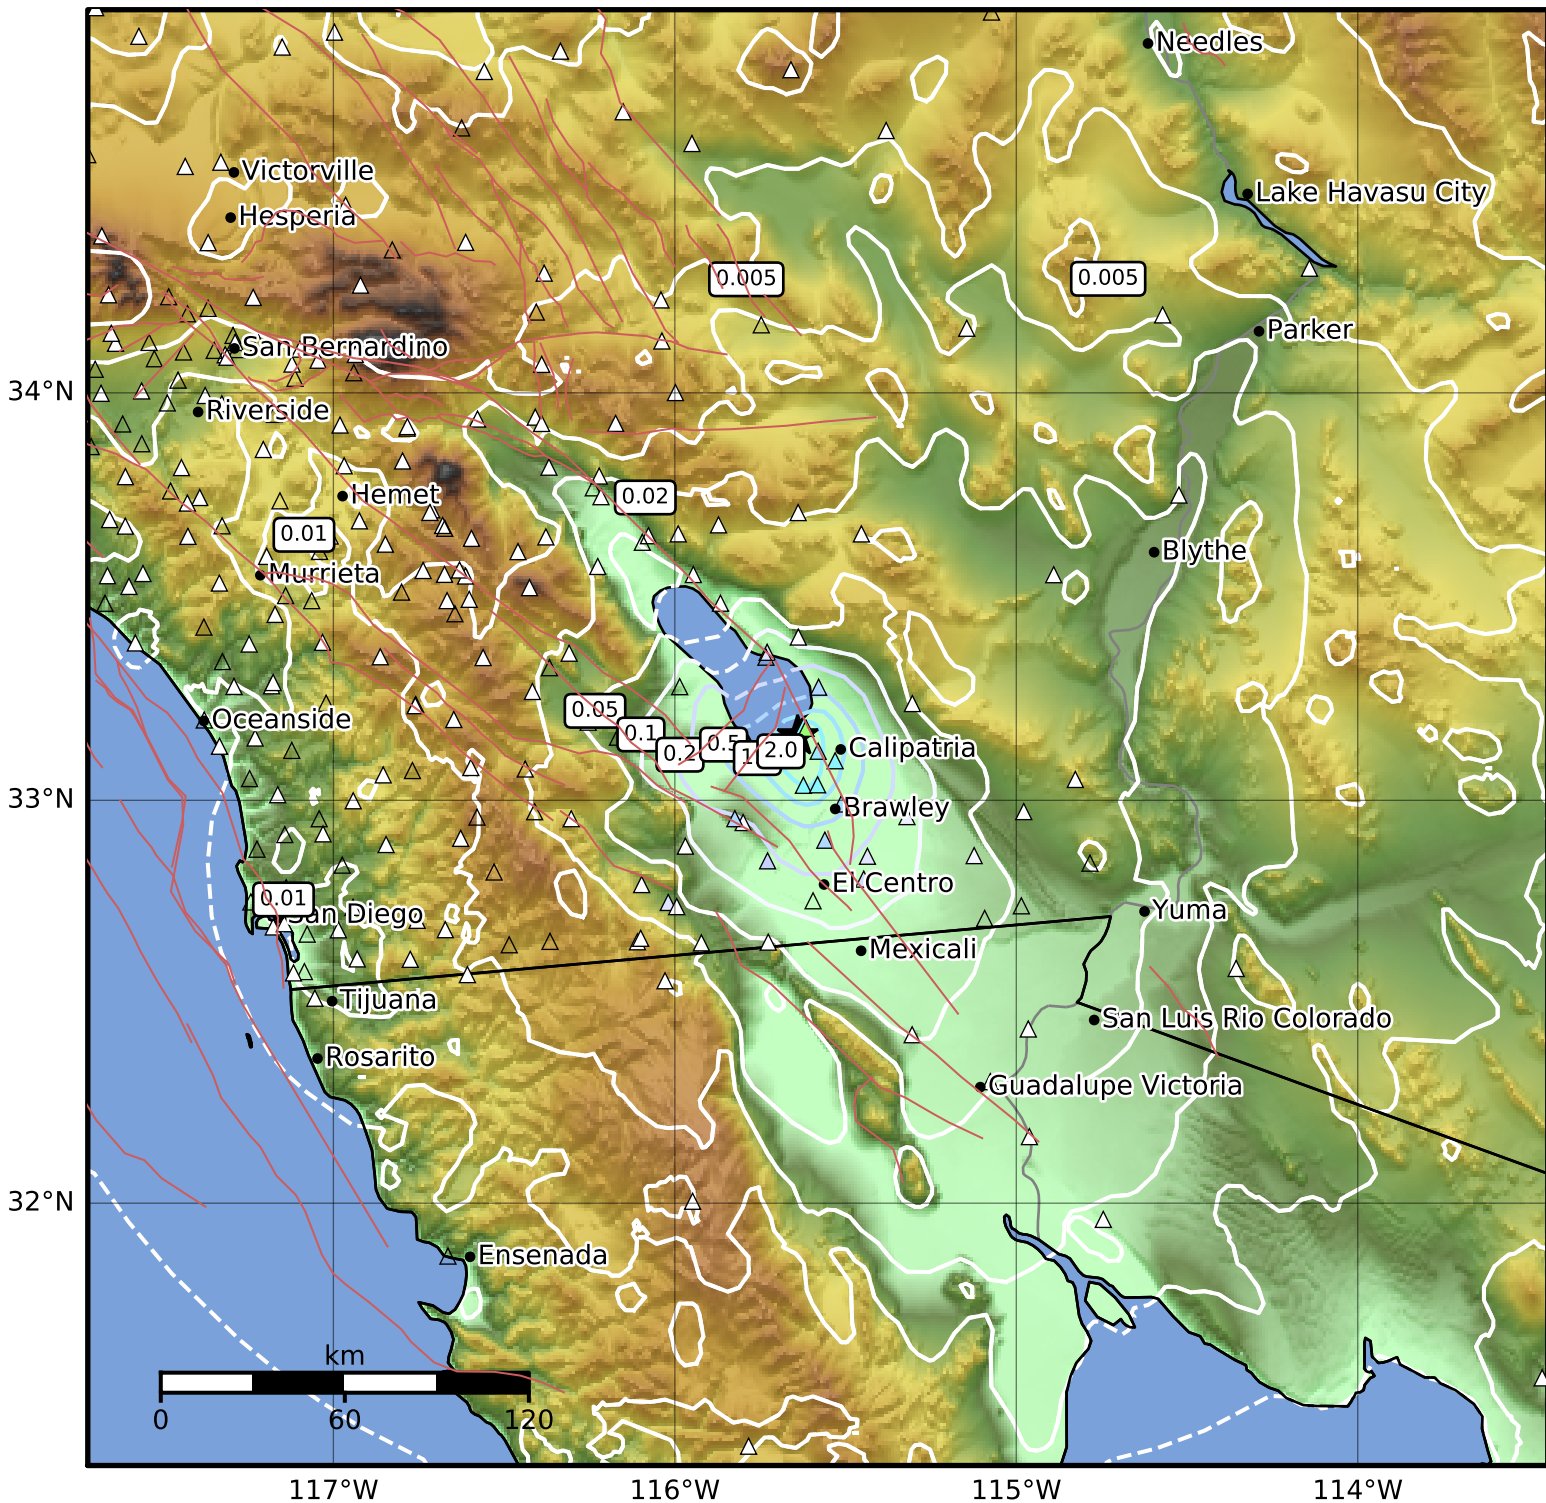 Needles
Victorville
Lake Havasu City
Hesperia
0.005
0.005
Parker
San Bernardino
34°N
Riverside
Hemet
0.02
0.01
Blythe
Murrieta
0.05
Oceanside
0.1
0.2
0.5
2.0
Calipatria
33°N
Brawley
El Centro
0.01
San Diego
Yuma
Mexicali
Tijuana
San Luis Rio Colorado
Rosarito
Guadalupe Victoria
32°N
Ensenada
km
0
60
120
117°W
116°W
115°W
114°W